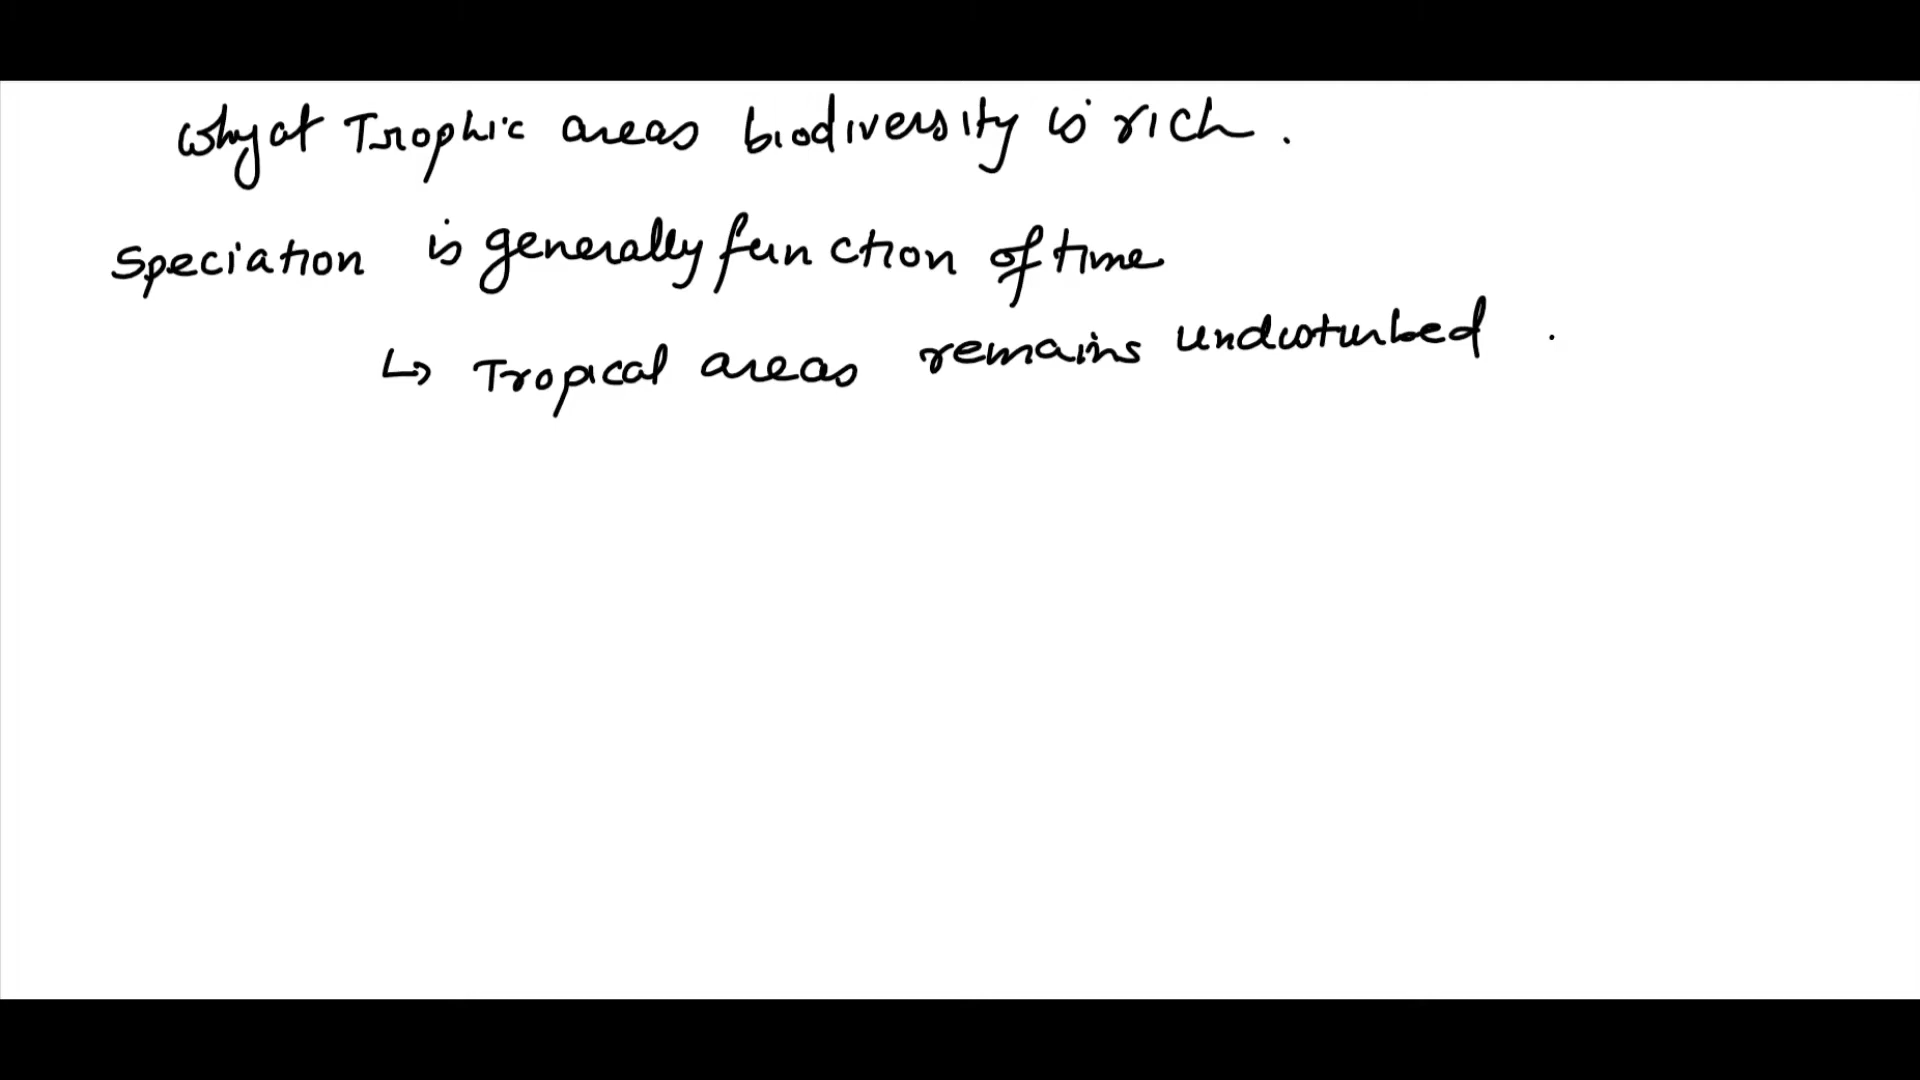 Why at Trophic areas biodiversity is rich.
Speciation is generally function of time
↳ Tropical areas remains undisturbed.